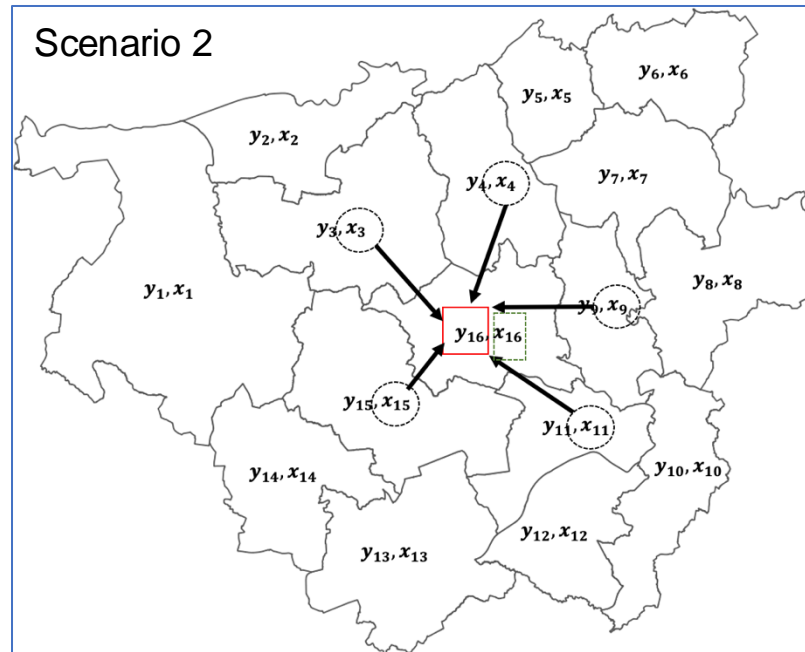 Scenario 2
y₆, x₆
y₅, x₅
y₂, x₂
y₇, x₇
y₄, x₄
y₃, x₃
y₈, x₈
y₁, x₁
y₉, x₉
y₁₆, x₁₆
y₁₅, x₁₅
y₁₁, x₁₁
y₁₀, x₁₀
y₁₄, x₁₄
y₁₂, x₁₂
y₁₃, x₁₃